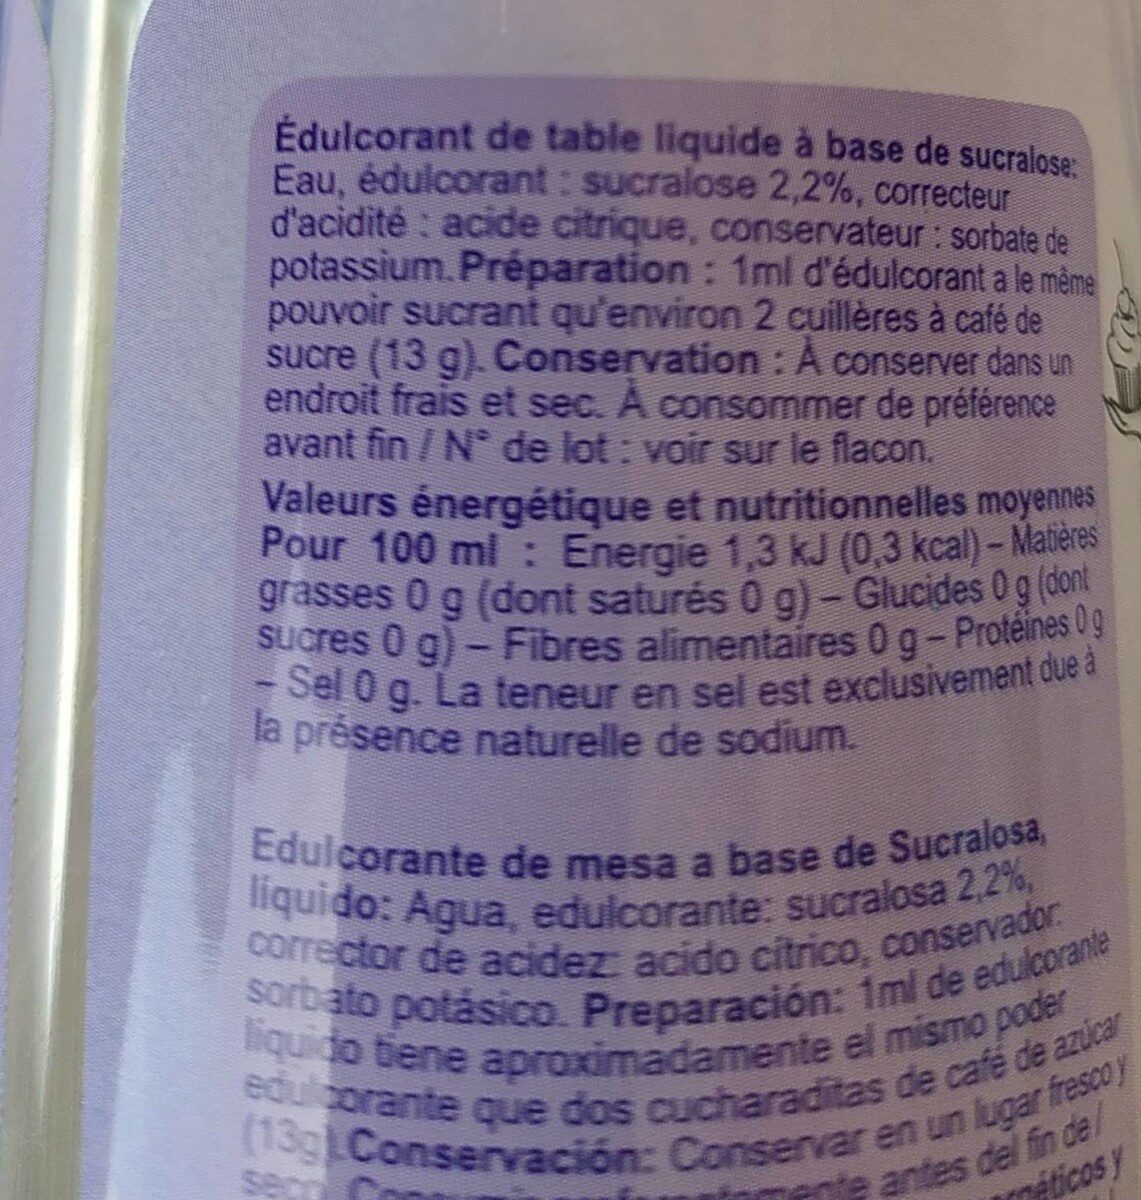 Édulcorant de table liquide à base de sucralose:
Eau, édulcorant : sucralose 2,2%, correcteur
d'acidité : acide citrique, conservateur : sorbate de
potassium. Préparation : 1ml d'édulcorant a le même
pouvoir sucrant qu'environ 2 cuillères à café de
sucre (13 g). Conservation : À conserver dans un
endroit frais et sec. À consommer de préférence
avant fin / N° de lot : voir sur le flacon.
Valeurs énergétique et nutritionnelles moyennes
Pour 100 ml : Energie 1,3 kJ (0,3 kcal) – Matières
grasses 0 g (dont saturés 0 g) – Glucides 0 g (dont
sucres 0 g) – Fibres alimentaires 0 g – Protéines 0 g
– Sel 0 g. La teneur en sel est exclusivement due à
la présence naturelle de sodium.
Edulcorante de mesa a base de Sucralosa,
líquido: Agua, edulcorante: sucralosa 2,2%,
corrector de acidez: acido cítrico, conservador:
sorbato potásico. Preparación: 1ml de edulcorante
líquido tiene aproximadamente el mismo poder
edulcorante que dos cucharaditas de café de azúcar
(13g).Conservación: Conservar en un lugar fresco y
antes del fin de /